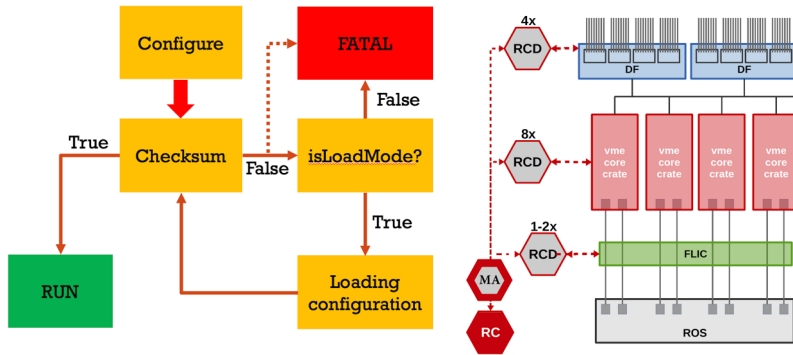 Configure
FATAL
False
True
Checksum
False
isLoadMode?
True
RUN
Loading
configuration
4x
RCD
DF
DF
8x
RCD
vme
core
crate
vme
core
crate
vme
core
crate
vme
core
crate
1-2x
RCD
FLIC
MA
RC
ROS